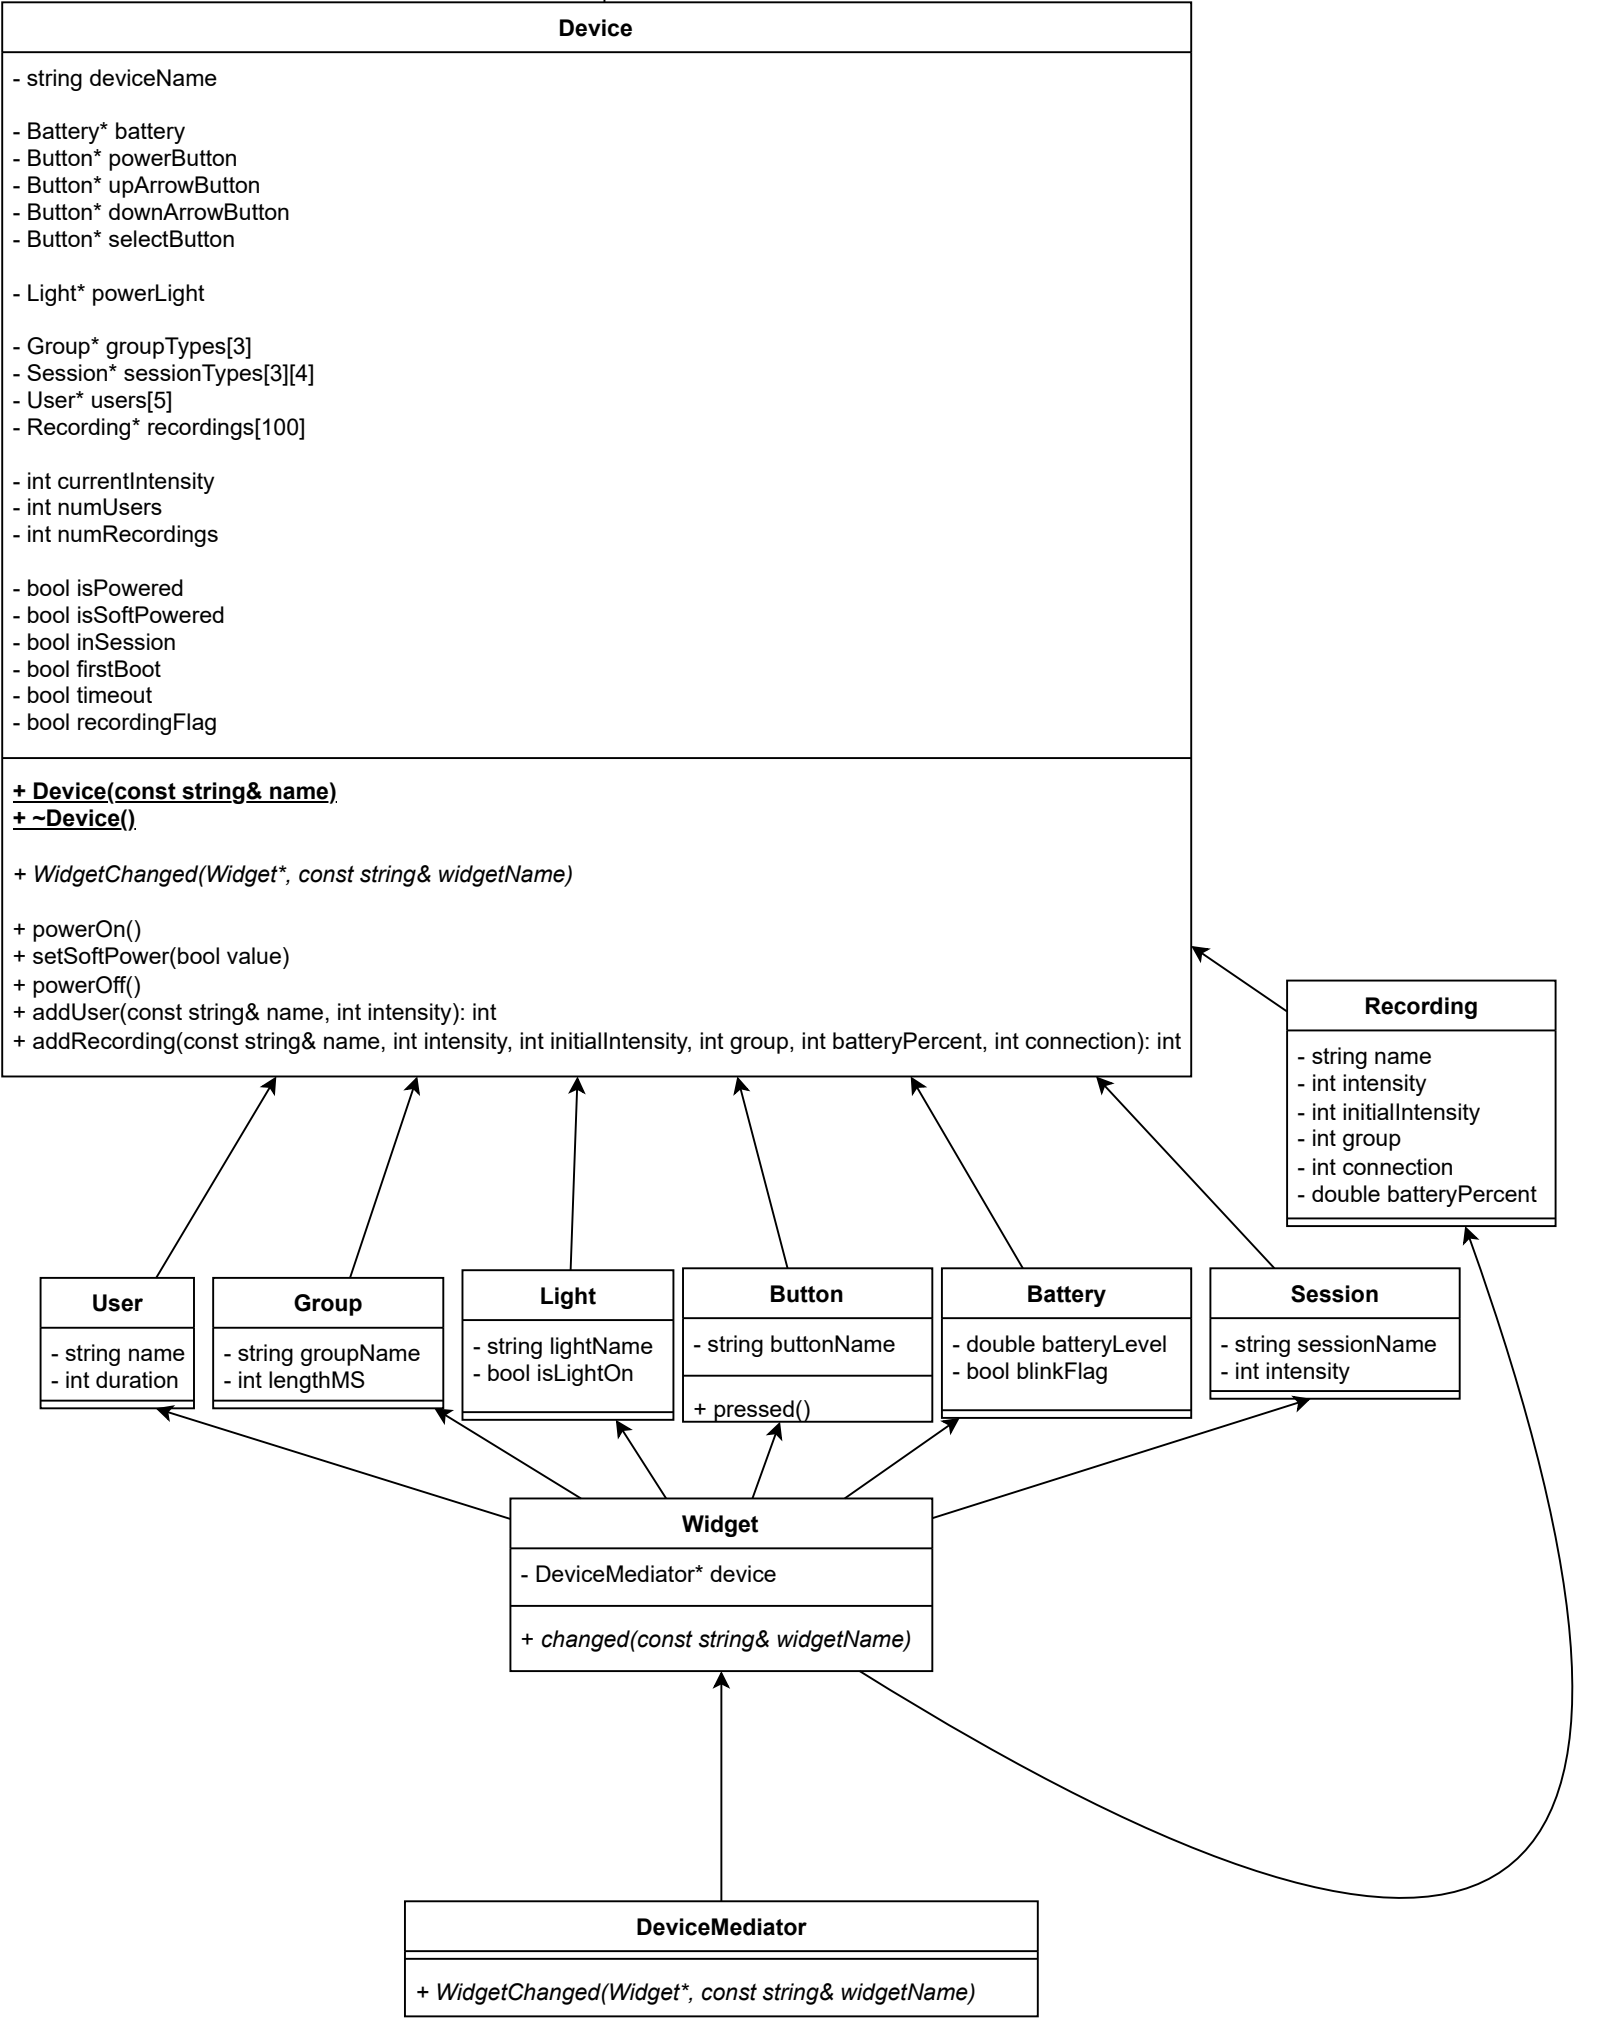 Device
- string deviceName
- Battery* battery
- Button* powerButton
- Button* upArrowButton
- Button* downArrowButton
- Button* selectButton
- Light* powerLight
- Group* groupTypes[3]
- Session* sessionTypes[3][4]
- User* users[5]
- Recording* recordings[100]
- int currentIntensity
- int numUsers
- int numRecordings
- bool isPowered
- bool isSoftPowered
- bool inSession
- bool firstBoot
- bool timeout
- bool recordingFlag
+ Device(const string& name)
+ ~Device()
+ WidgetChanged(Widget*, const string& widgetName)
+ powerOn()
+ setSoftPower(bool value)
+ powerOff()
+ addUser(const string& name, int intensity): int
+ addRecording(const string& name, int intensity, int initialIntensity, int group, int batteryPercent, int connection): int
Recording
- string name
- int intensity
- int initialIntensity
- int group
- int connection
- double batteryPercent
User
- string name
- int duration
Group
- string groupName
- int lengthMS
Light
- string lightName
- bool isLightOn
Button
- string buttonName
+ pressed()
Battery
- double batteryLevel
- bool blinkFlag
Session
- string sessionName
- int intensity
Widget
- DeviceMediator* device
+ changed(const string& widgetName)
DeviceMediator
+ WidgetChanged(Widget*, const string& widgetName)